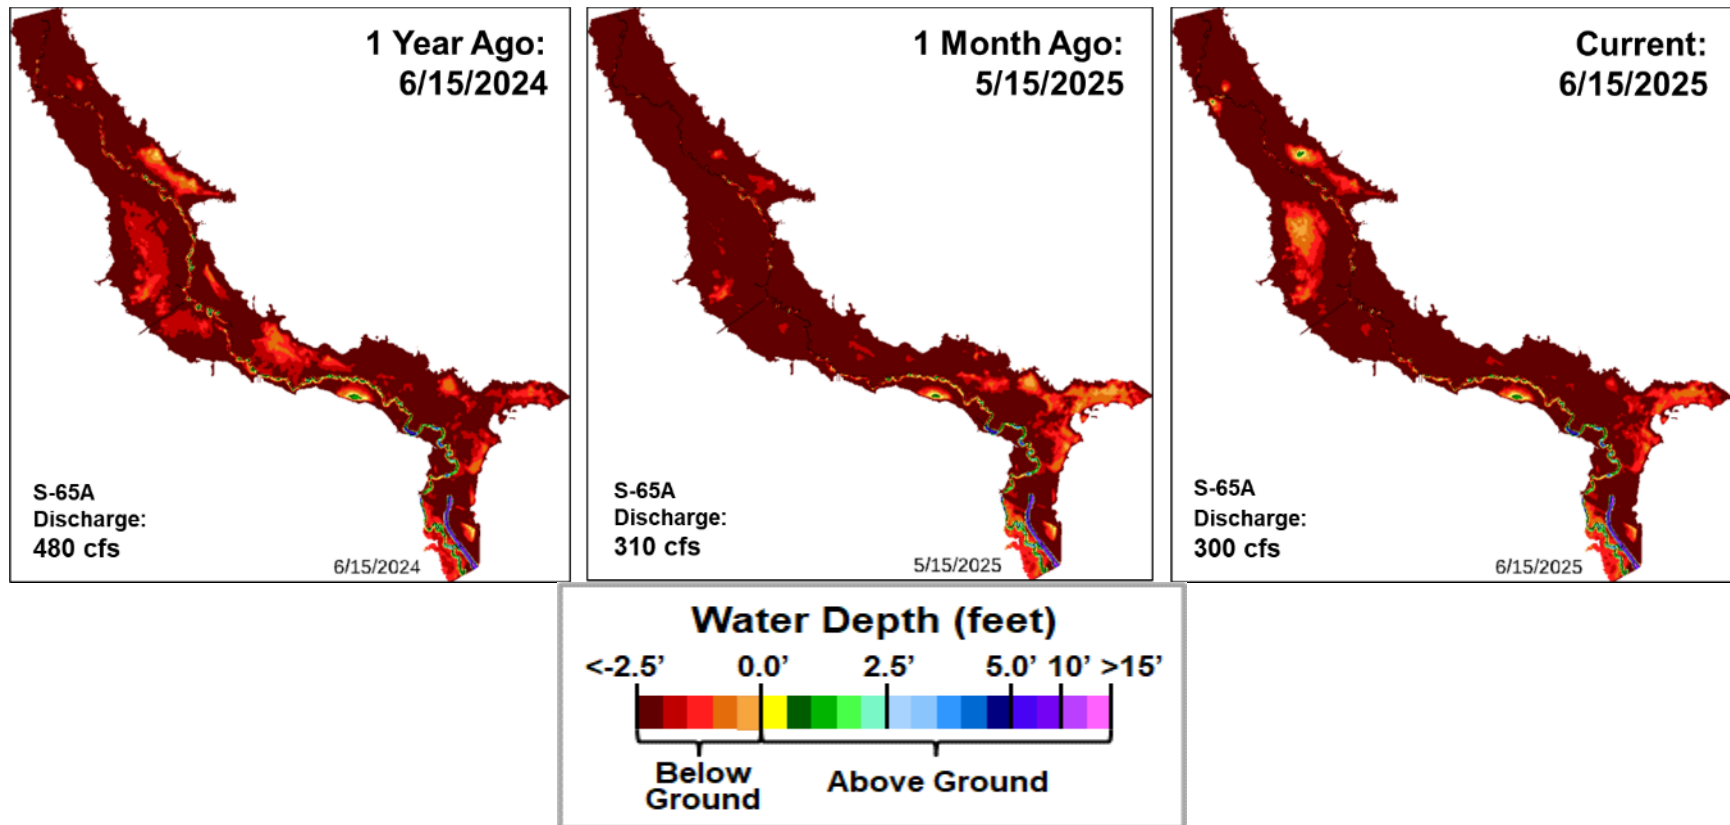 1 Year Ago:
6/15/2024
S-65A
Discharge:
480 cfs
6/15/2024
1 Month Ago:
5/15/2025
S-65A
Discharge:
310 cfs
5/15/2025
Current:
6/15/2025
S-65A
Discharge:
300 cfs
6/15/2025
Water Depth (feet)
<-2.5’ 0.0’ 2.5’ 5.0’ 10’ >15’
Below
Ground
Above Ground